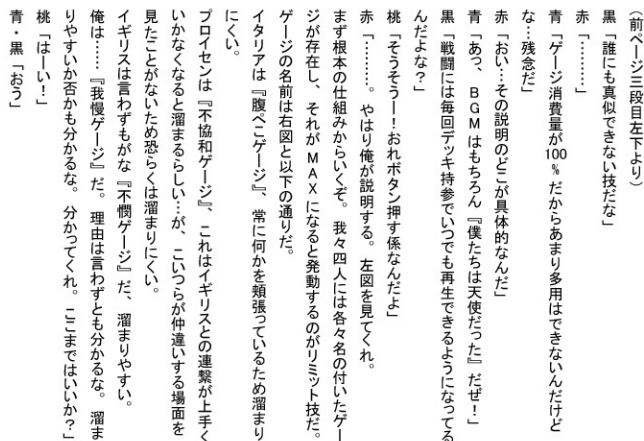 (前ページ三段目左下より)
黒「誰にも真似できない技だな」
赤「………」
青「ゲージ消費量が100%だからあまり多用はできないんだけど
な…残念だ」
赤「おい…その説明のどこが具体的なんだ」
青「あっ、BGMはもちろん『僕たちは天使だった』だぜ!」
黒「戦闘には毎回デッキ持参でいつでも再生できるようになってる
んだよな?」
桃「そうそうー!おれボタン押す係なんだよ」
赤「………。やはり俺が説明する。左図を見てくれ。
まず根本の仕組みからいくぞ。我々四人には各々名の付いたゲー
ジが存在し、それがMAXになると発動するのがリミット技だ。
ゲージの名前は右図と以下の通りだ。
イタリアは『腹ぺこゲージ』、常に何かを頬張っているため溜まり
にくい。
プロイセンは『不協和ゲージ』、これはイギリスとの連繋が上手く
いかなくなると溜まるらしい…が、こいつらが仲違いする場面を
見たことがないため恐らくは溜まりにくい。
イギリスは言わずもがな『不憫ゲージ』だ、溜まりやすい。
俺は……『我慢ゲージ』だ。理由は言わずとも分かるな。溜ま
りやすいか否かも分かるな。分かってくれ。ここまではいいか?」
桃「はーい!」
青・黒「おう」